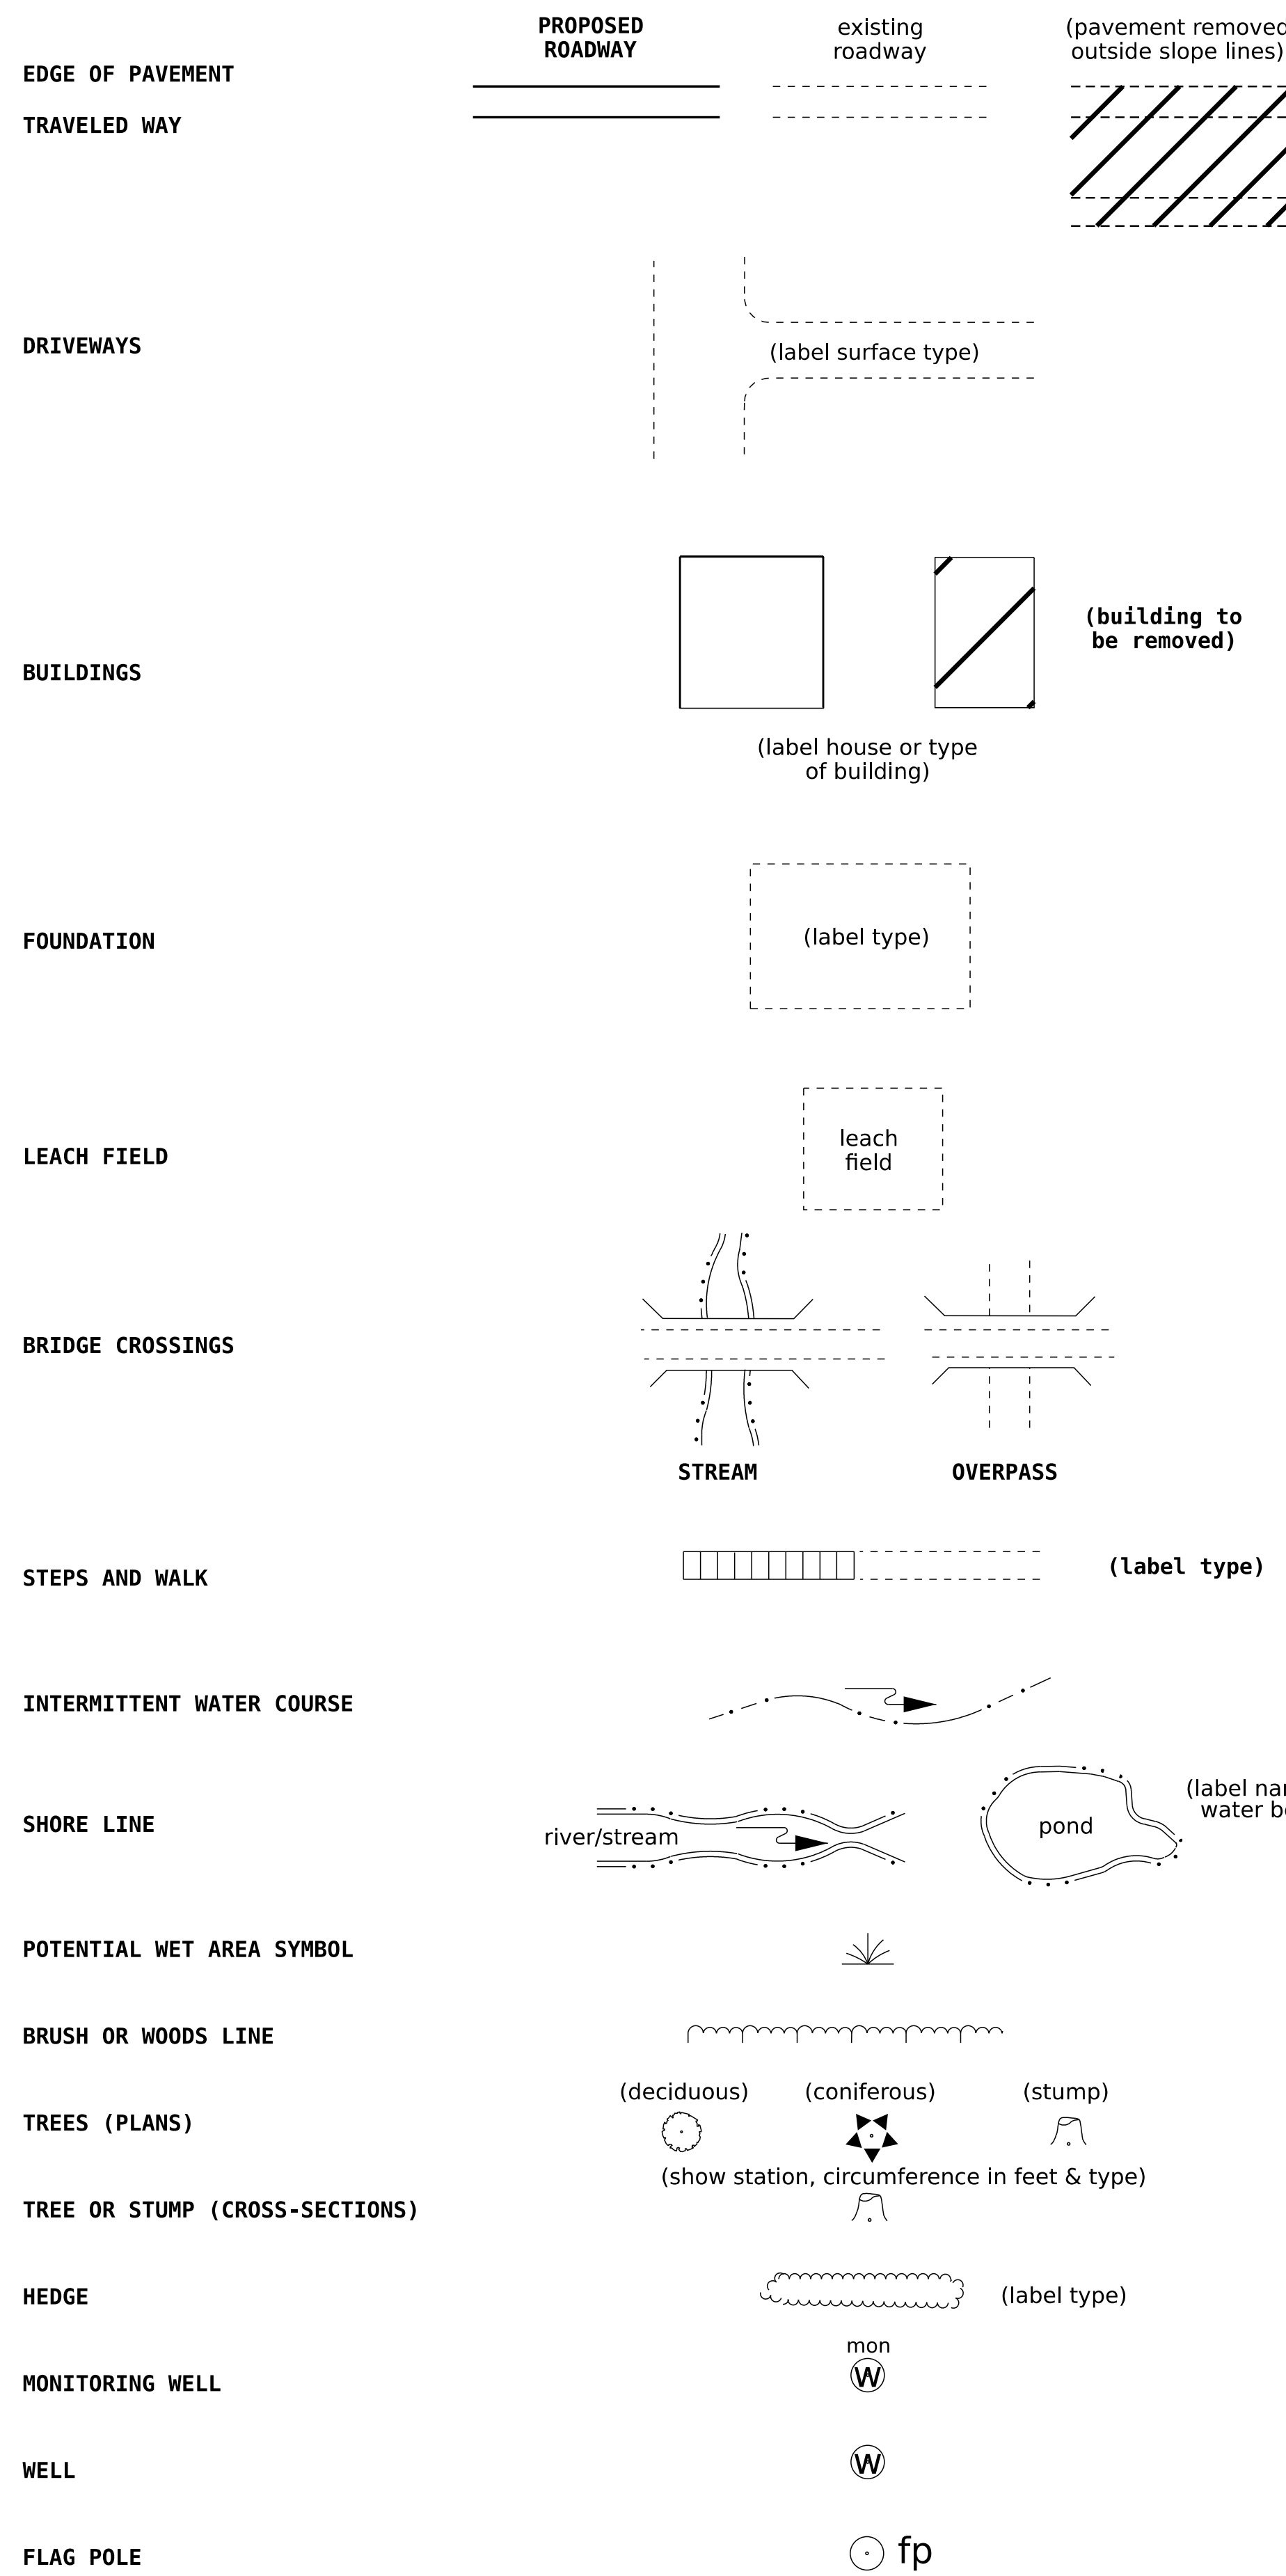 PROPOSED
ROADWAY
existing
roadway
(pavement removed
outside slope lines)
EDGE OF PAVEMENT
TRAVELED WAY
DRIVEWAYS
(label surface type)
(building to
be removed)
BUILDINGS
(label house or type
of building)
FOUNDATION
(label type)
LEACH FIELD
leach
field
BRIDGE CROSSINGS
STREAM
OVERPASS
STEPS AND WALK
(label type)
INTERMITTENT WATER COURSE
SHORE LINE
river/stream
pond
(label
water
POTENTIAL WET AREA SYMBOL
BRUSH OR WOODS LINE
(deciduous)
(coniferous)
(stump)
TREES (PLANS)
(show station, circumference in feet & type)
TREE OR STUMP (CROSS-SECTIONS)
HEDGE
(label type)
mon
W
MONITORING WELL
WELL
W
FLAG POLE
fp